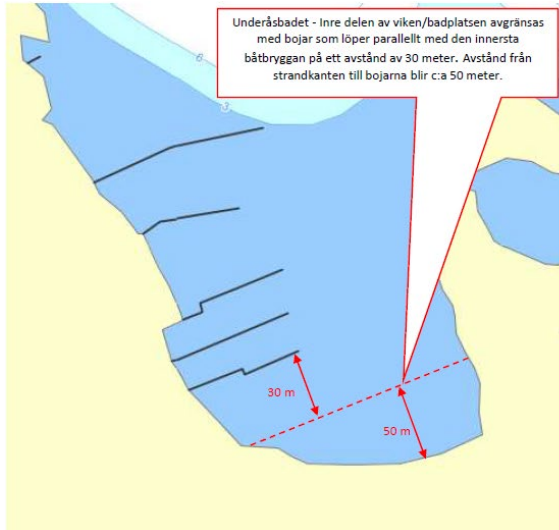 Underåsbadet - Inre delen av viken/badplatsen avgränsas
med bojar som löper parallellt med den innersta
båtbryggan på ett avstånd av 30 meter. Avstånd från
strandkanten till bojarna blir c:a 50 meter.
6
3
30 m
50 m